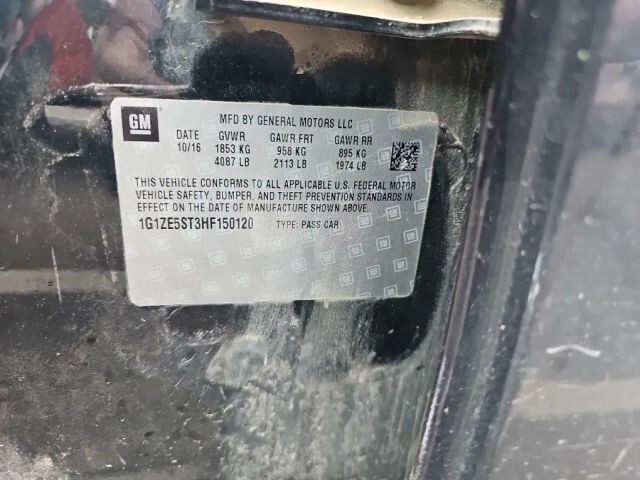 GM
MFD BY GENERAL MOTORS LLC
DATE GVWR GAWR FRT GAWR RR
10/16 1853 KG 958 KG 895 KG
4087 LB 2113 LB 1974 LB
THIS VEHICLE CONFORMS TO ALL APPLICABLE U.S. FEDERAL MOTOR
VEHICLE SAFETY, BUMPER, AND THEFT PREVENTION STANDARDS IN
EFFECT ON THE DATE OF MANUFACTURE SHOWN ABOVE.
1G1ZE5ST3HF150120 TYPE: PASS CAR